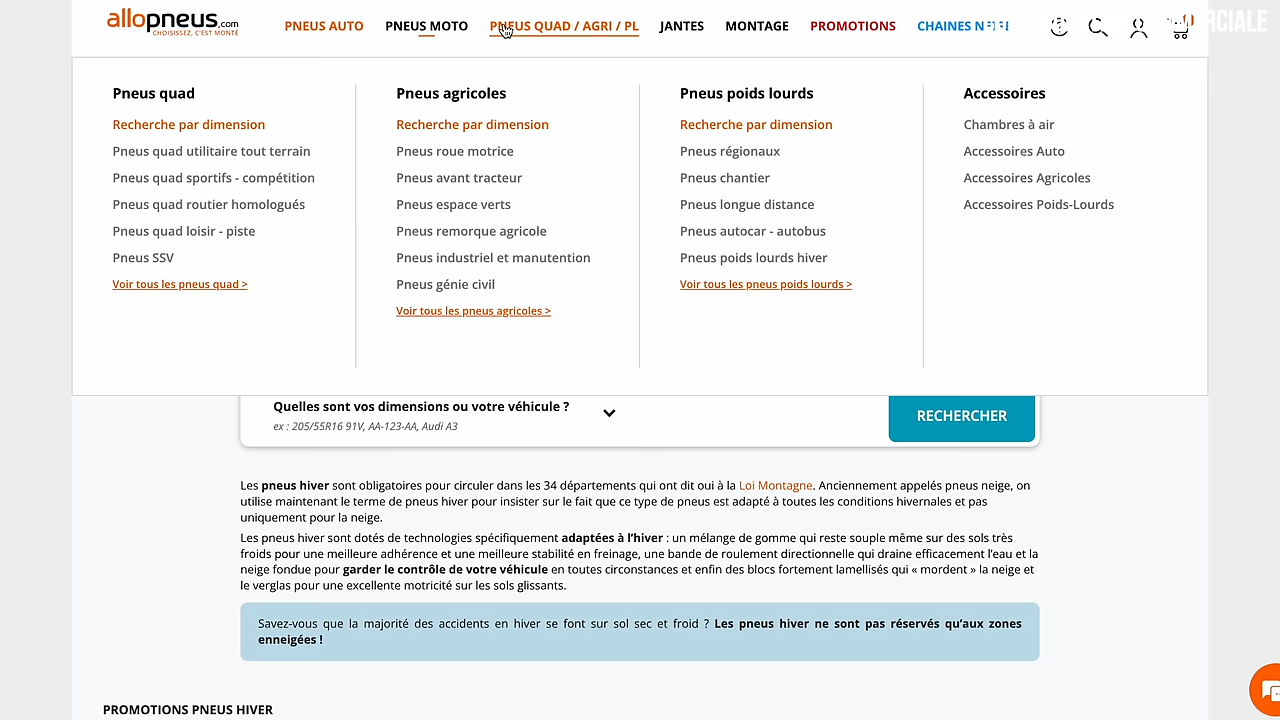 allopneus.com
CHOISISSEZ, C'EST MONTÉ
PNEUS AUTO
PNEUS MOTO
PNEUS QUAD / AGRI / PL
JANTES
MONTAGE
PROMOTIONS
CHAINES
Pneus quad
Recherche par dimension
Pneus quad utilitaire tout terrain
Pneus quad sportifs - compétition
Pneus quad routier homologués
Pneus quad loisir - piste
Pneus SSV
Voir tous les pneus quad >
Pneus agricoles
Recherche par dimension
Pneus roue motrice
Pneus avant tracteur
Pneus espace verts
Pneus remorque agricole
Pneus industriel et manutention
Pneus génie civil
Voir tous les pneus agricoles >
Pneus poids lourds
Recherche par dimension
Pneus régionaux
Pneus chantier
Pneus longue distance
Pneus autocar - autobus
Pneus poids lourds hiver
Voir tous les pneus poids lourds >
Accessoires
Chambres à air
Accessoires Auto
Accessoires Agricoles
Accessoires Poids-Lourds
Quelles sont vos dimensions ou votre véhicule ?
ex : 205/55R16 91V, AA-123-AA, Audi A3
RECHERCHER
Les pneus hiver sont obligatoires pour circuler dans les 34 départements qui ont dit oui à la Loi Montagne. Anciennement appelés pneus neige, on
utilise maintenant le terme de pneus hiver pour insister sur le fait que ce type de pneus est adapté à toutes les conditions hivernales et pas
uniquement pour la neige.
Les pneus hiver sont dotés de technologies spécifiquement adaptées à l'hiver : un mélange de gomme qui reste souple même sur des sols très
froids pour une meilleure adhérence et une meilleure stabilité en freinage, une bande de roulement directionnelle qui draine efficacement l'eau et la
neige fondue pour garder le contrôle de votre véhicule en toutes circonstances et enfin des blocs fortement lamellisés qui « mordent » la neige et
le verglas pour une excellente motricité sur les sols glissants.
Savez-vous que la majorité des accidents en hiver se font sur sol sec et froid ? Les pneus hiver ne sont pas réservés qu'aux zones
enneigées !
PROMOTIONS PNEUS HIVER